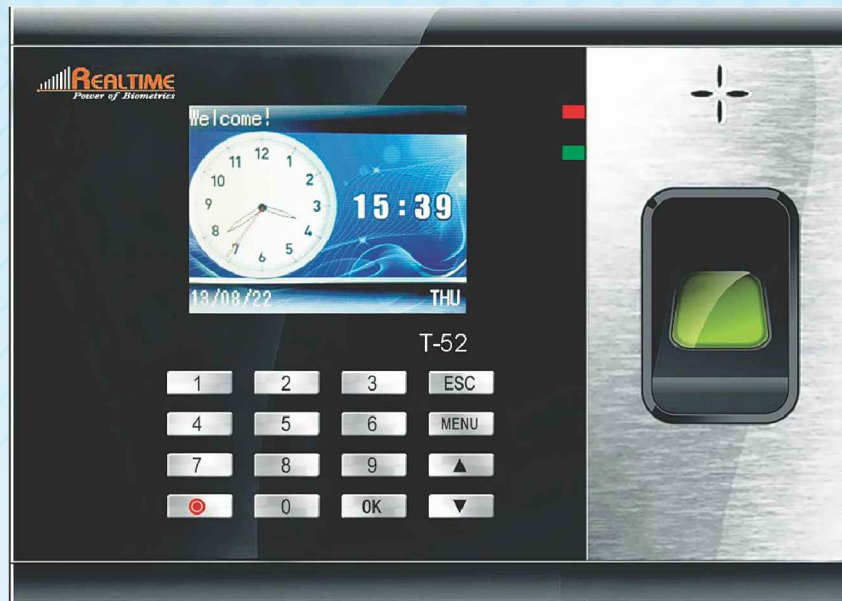 REALTIME
Power of Biometrics
Welcome!
12
11 1
10 2
9 3
8 4
7 5
6
15:39
13/08/22 THU
T-52
1 2 3 ESC
4 5 6 MENU
7 8 9 ▲
0 OK ▼